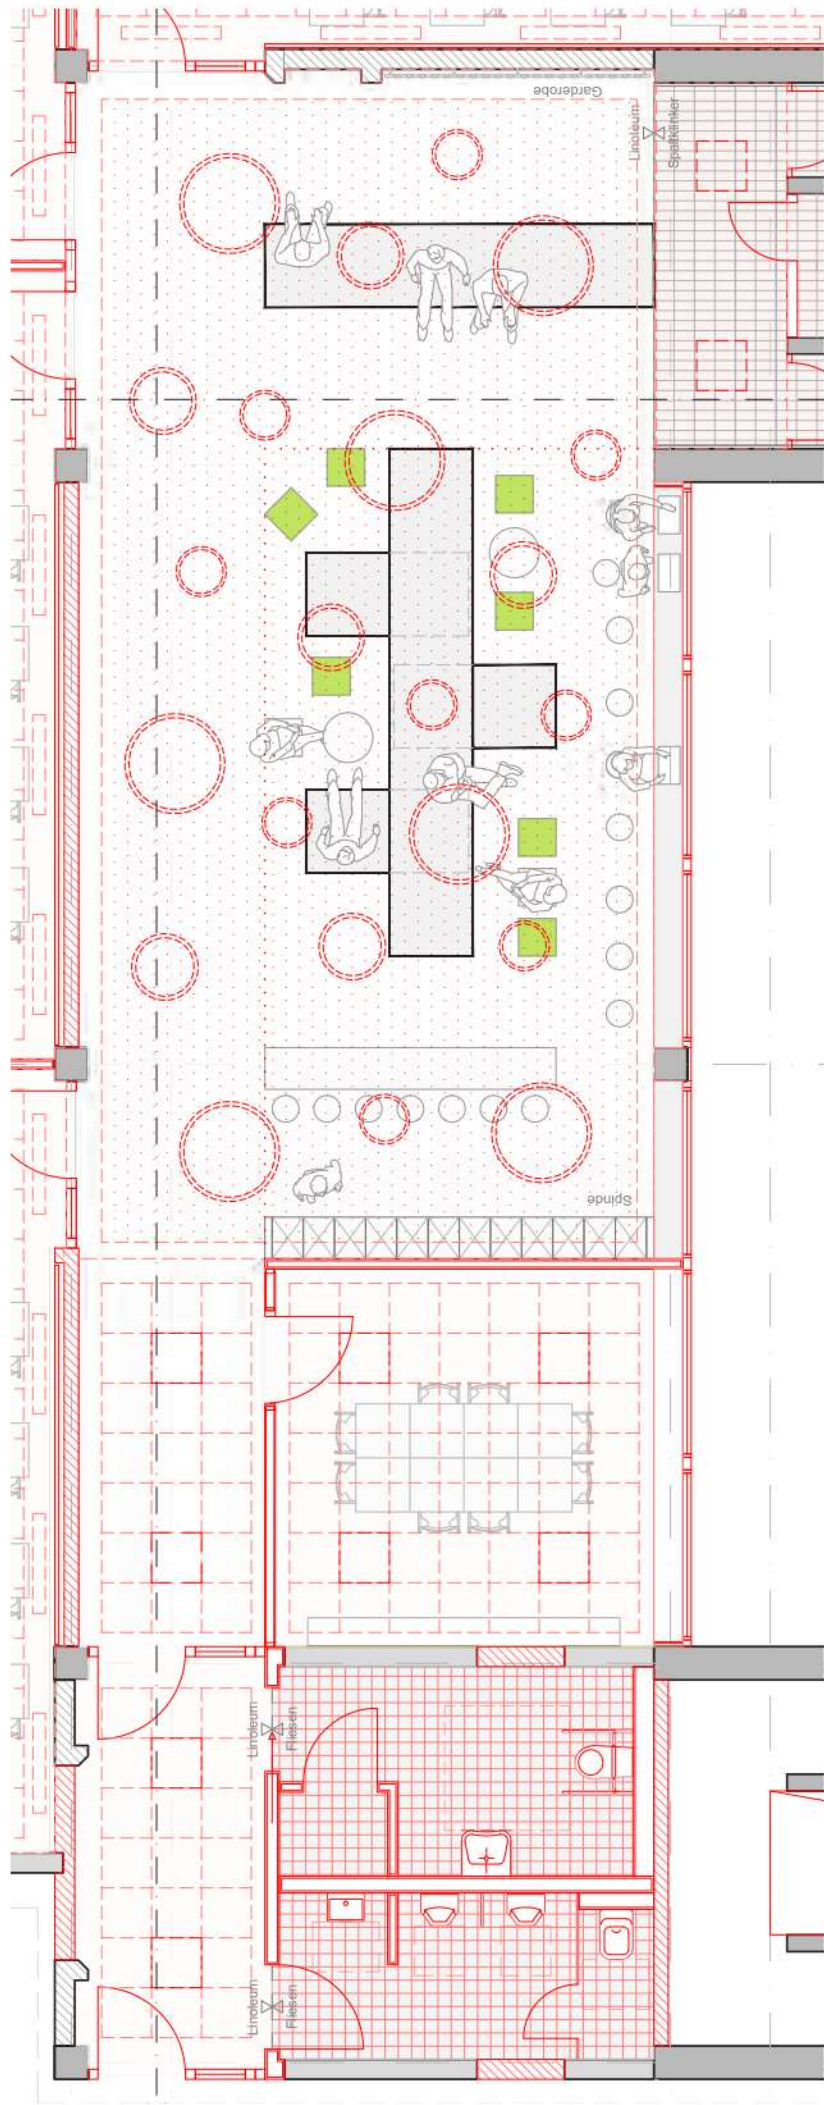 Garderobe
Linoleum
Spaltklinker
Spinde
Linoleum
Fliesen
Linoleum
Fliesen